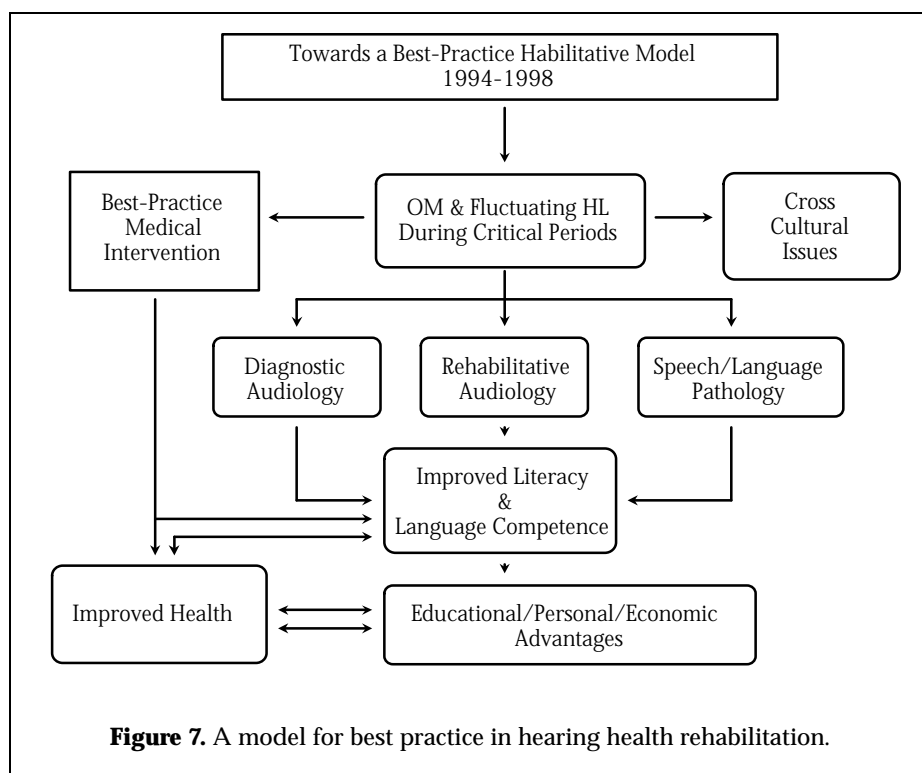 Towards a Best-Practice Habilitative Model
1994-1998
Best-Practice
Medical
Intervention
OM & Fluctuating HL
During Critical Periods
Cross
Cultural
Issues
Diagnostic
Audiology
Rehabilitative
Audiology
Speech/Language
Pathology
Improved Literacy
&
Language Competence
Improved Health
Educational/Personal/Economic
Advantages
Figure 7. A model for best practice in hearing health rehabilitation.